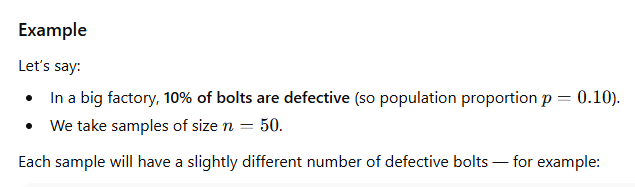 Example
Let's say:
• In a big factory, 10% of bolts are defective (so population proportion p = 0.10).
• We take samples of size n = 50.
Each sample will have a slightly different number of defective bolts — for example: